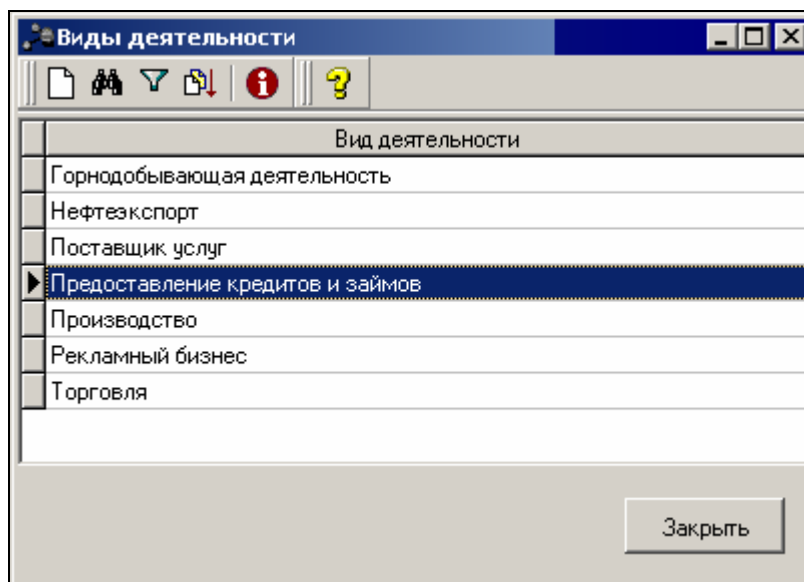 Виды деятельности
Вид деятельности
Горнодобывающая деятельность
Нефтеэкспорт
Поставщик услуг
Предоставление кредитов и займов
Производство
Рекламный бизнес
Торговля
Закрыть